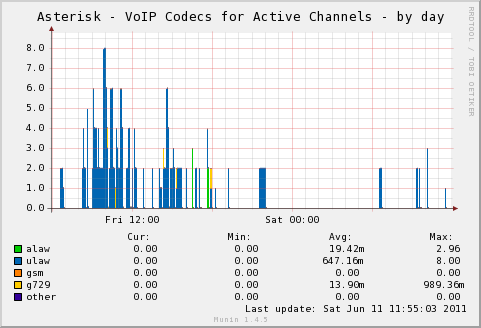 Asterisk - VoIP Codecs for Active Channels - by day
RRDTOOL / TOBI OETIKER
8.0
7.0
6.0
5.0
4.0
3.0
2.0
1.0
0.0
Fri 12:00 Sat 00:00
Cur: Min: Avg: Max:
alaw 0.00 0.00 19.42m 2.96
ulaw 0.00 0.00 647.16m 8.00
gsm 0.00 0.00 0.00 0.00
g729 0.00 0.00 13.90m 989.36m
other 0.00 0.00 0.00 0.00
Last update: Sat Jun 11 11:55:03 2011
Munin 1.4.5